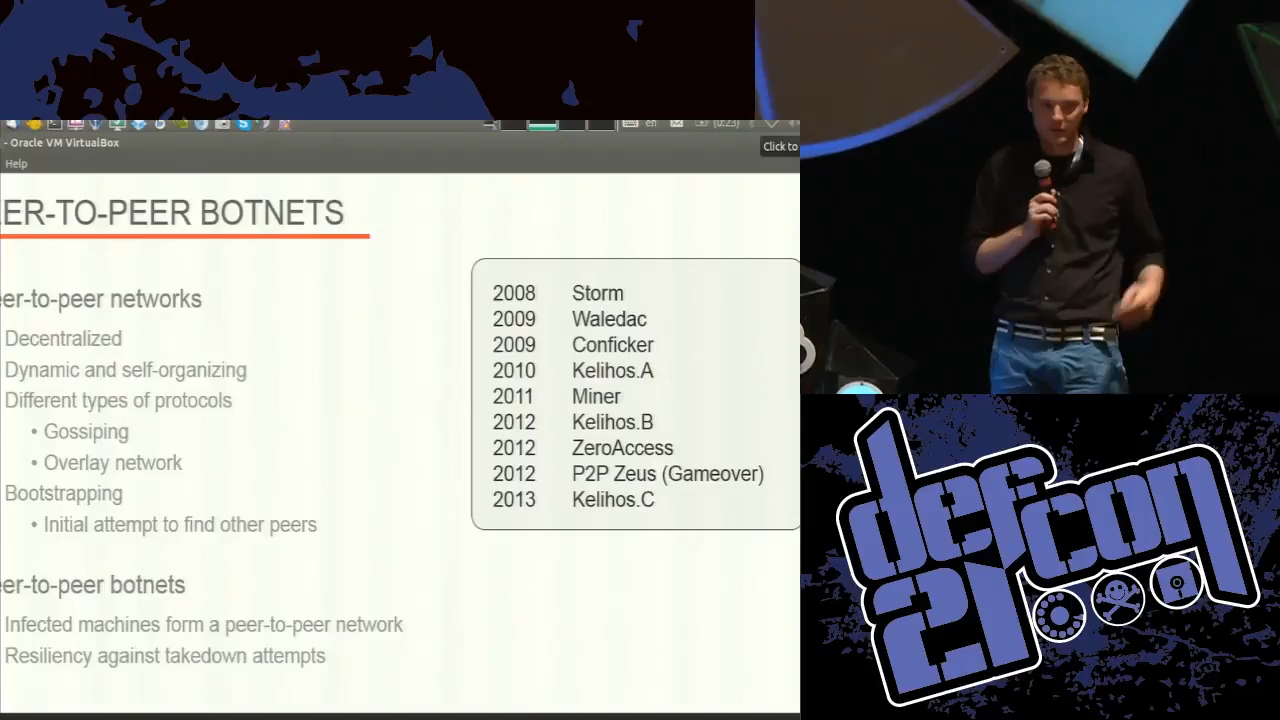 en
(0:23)
- Oracle VM VirtualBox
Click to
Help
ER-TO-PEER BOTNETS
er-to-peer networks
Decentralized
Dynamic and self-organizing
Different types of protocols
• Gossiping
• Overlay network
Bootstrapping
• Initial attempt to find other peers
er-to-peer botnets
Infected machines form a peer-to-peer network
Resiliency against takedown attempts
2008 Storm
2009 Waledac
2009 Conficker
2010 Kelihos.A
2011 Miner
2012 Kelihos.B
2012 ZeroAccess
2012 P2P Zeus (Gameover)
2013 Kelihos.C
defcon
21